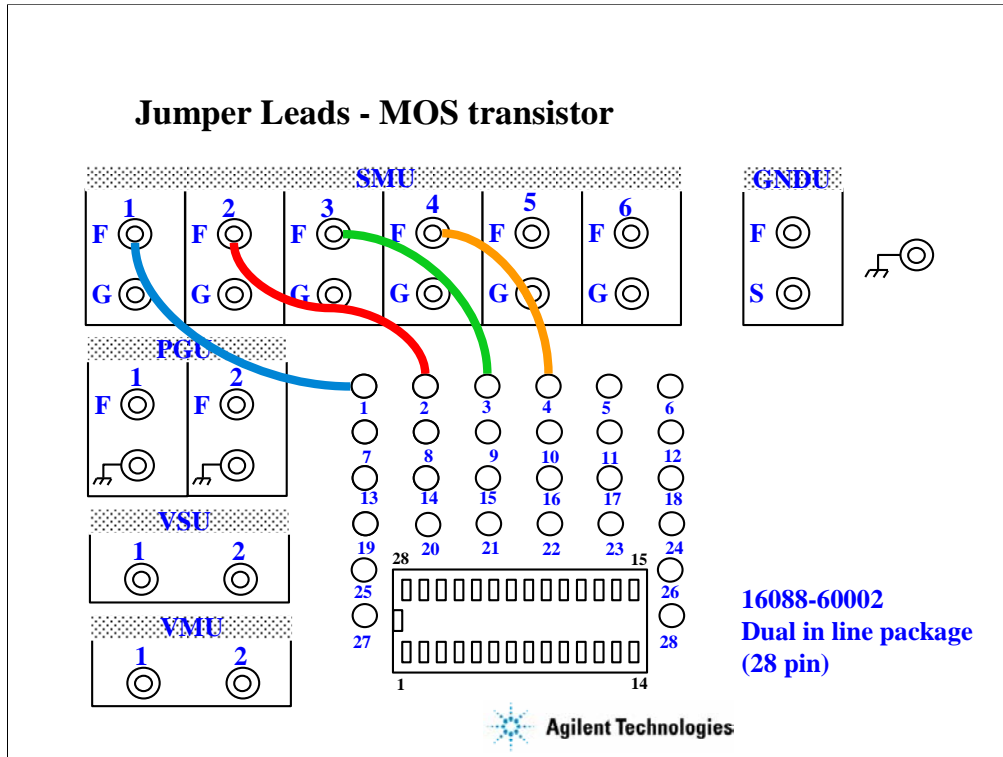 Jumper Leads - MOS transistor
SMU
GNDU
1 2 3 4 5 6
F F F F F F F
G G G G G G S
PGU
1 2
F F
1 2 3 4 5 6
7 8 9 10 11 12
13 14 15 16 17 18
VSU
1 2
19 20 21 22 23 24
28 15
25 26
27 28
VMU
1 2
1 14
16088-60002
Dual in line package
(28 pin)
Agilent Technologies